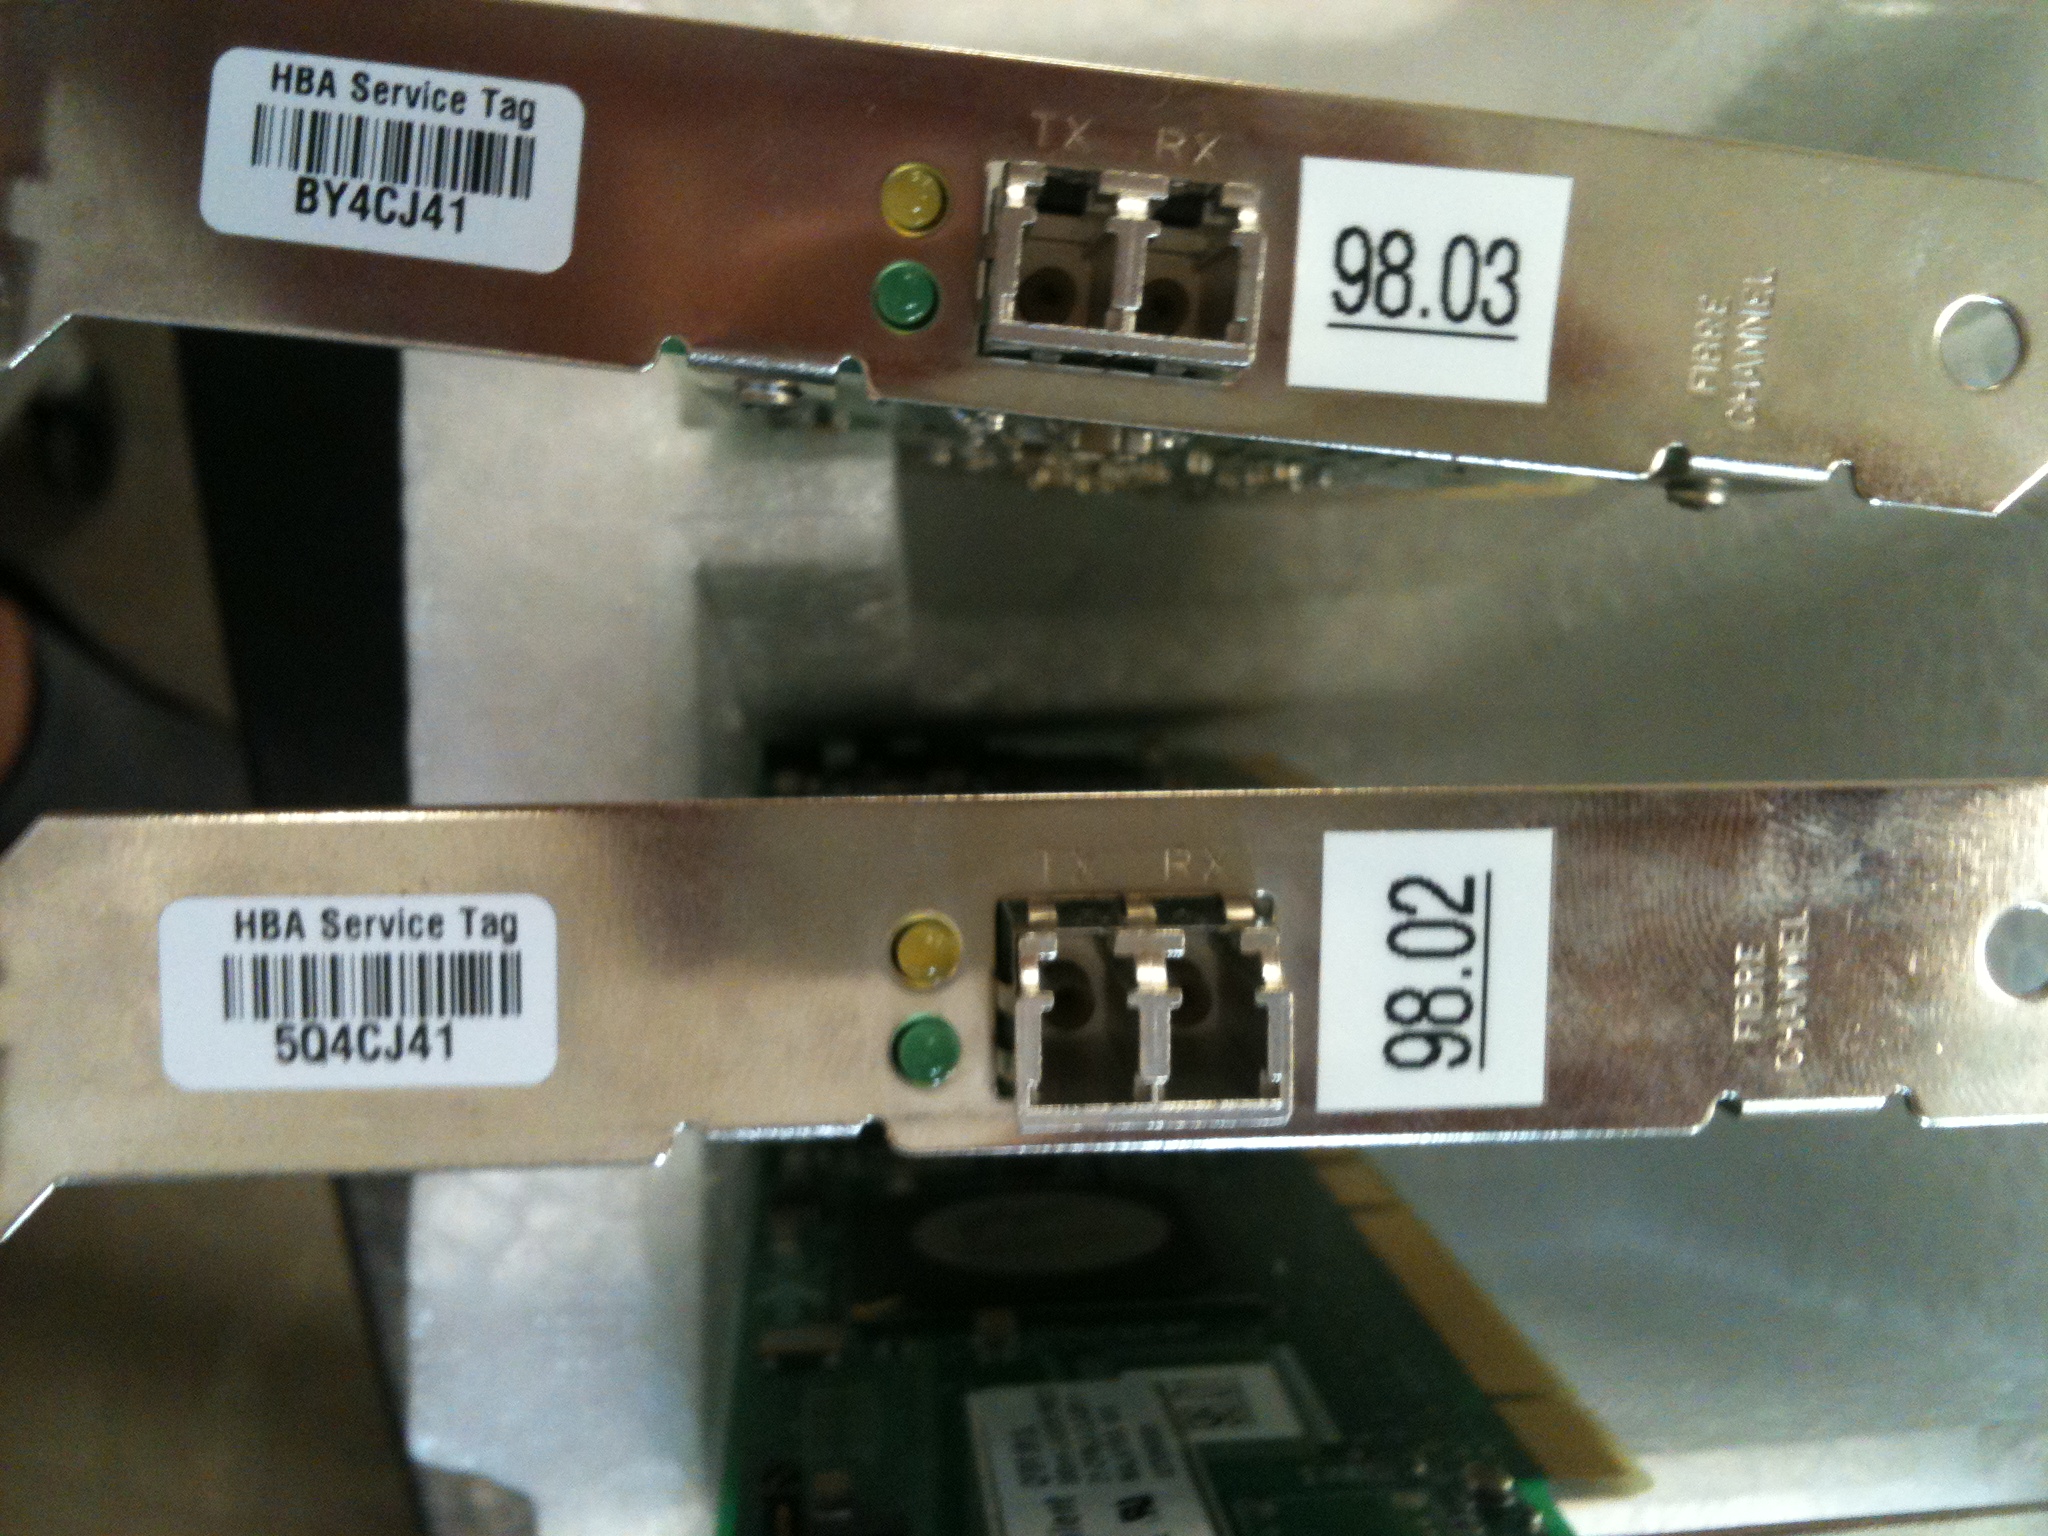 HBA Service Tag
BY4CJ41
TX RX
98.03
FIBRE
CHANNEL
HBA Service Tag
5Q4CJ41
TX RX
98.02
FIBRE
CHANNEL